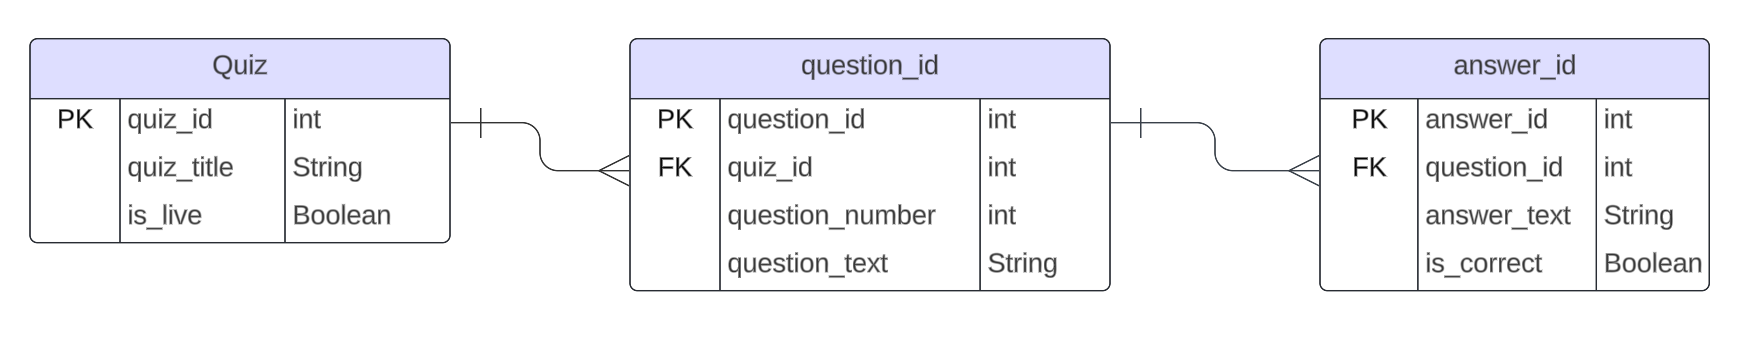 Quiz
PK quiz_id int
quiz_title String
is_live Boolean
question_id
PK question_id int
FK quiz_id int
question_number int
question_text String
answer_id
PK answer_id int
FK question_id int
answer_text String
is_correct Boolean